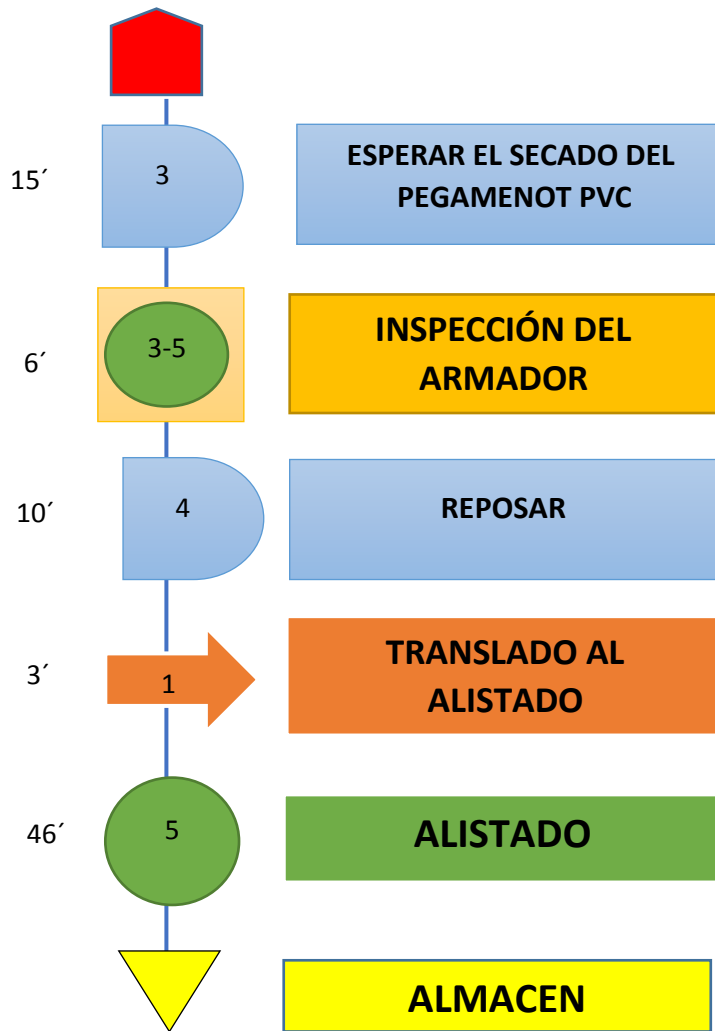 15´
3
ESPERAR EL SECADO DEL
PEGAMENOT PVC
6´
3-5
INSPECCIÓN DEL
ARMADOR
10´
4
REPOSAR
3´
1
TRANSLADO AL
ALISTADO
46´
5
ALISTADO
ALMACEN